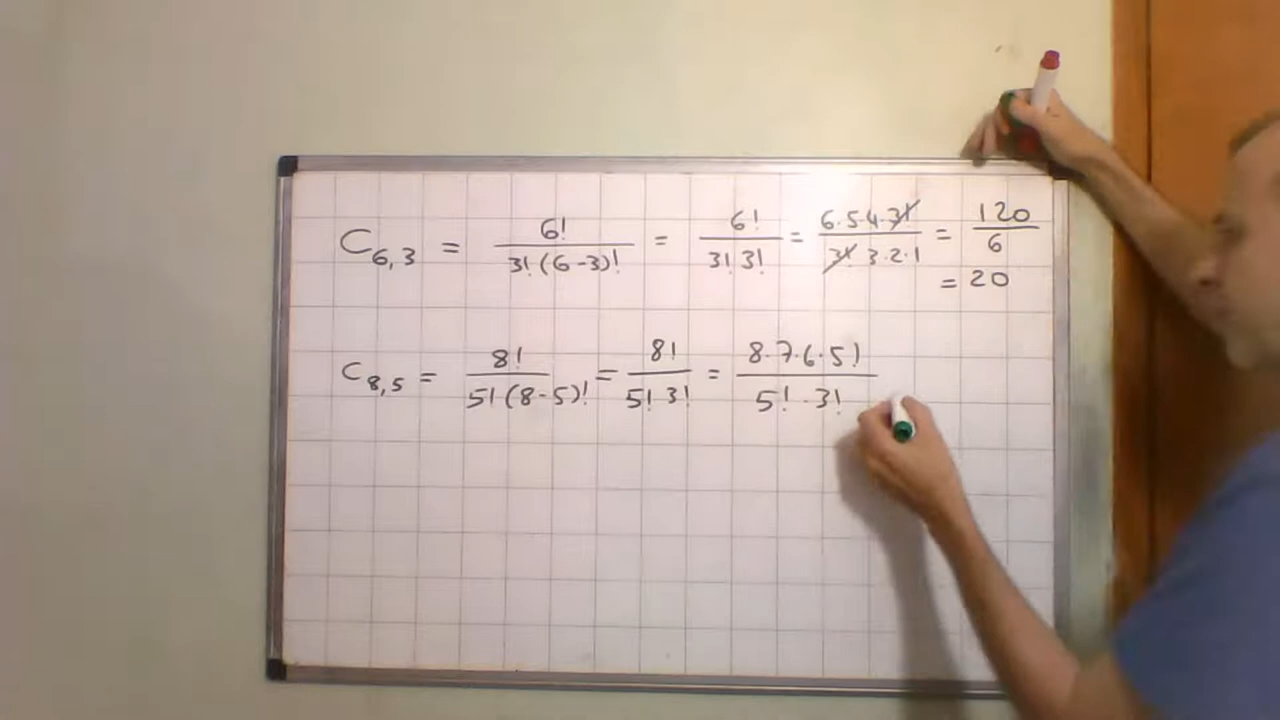 C6,3 = 6!/3!(6-3)! = 6!/3!3! = 6·5·4·3!/3! 3·2·1 = 120/6
= 20
C8,5 = 8!/5!(8-5)! = 8!/5!3! = 8·7·6·5!/5!·3!